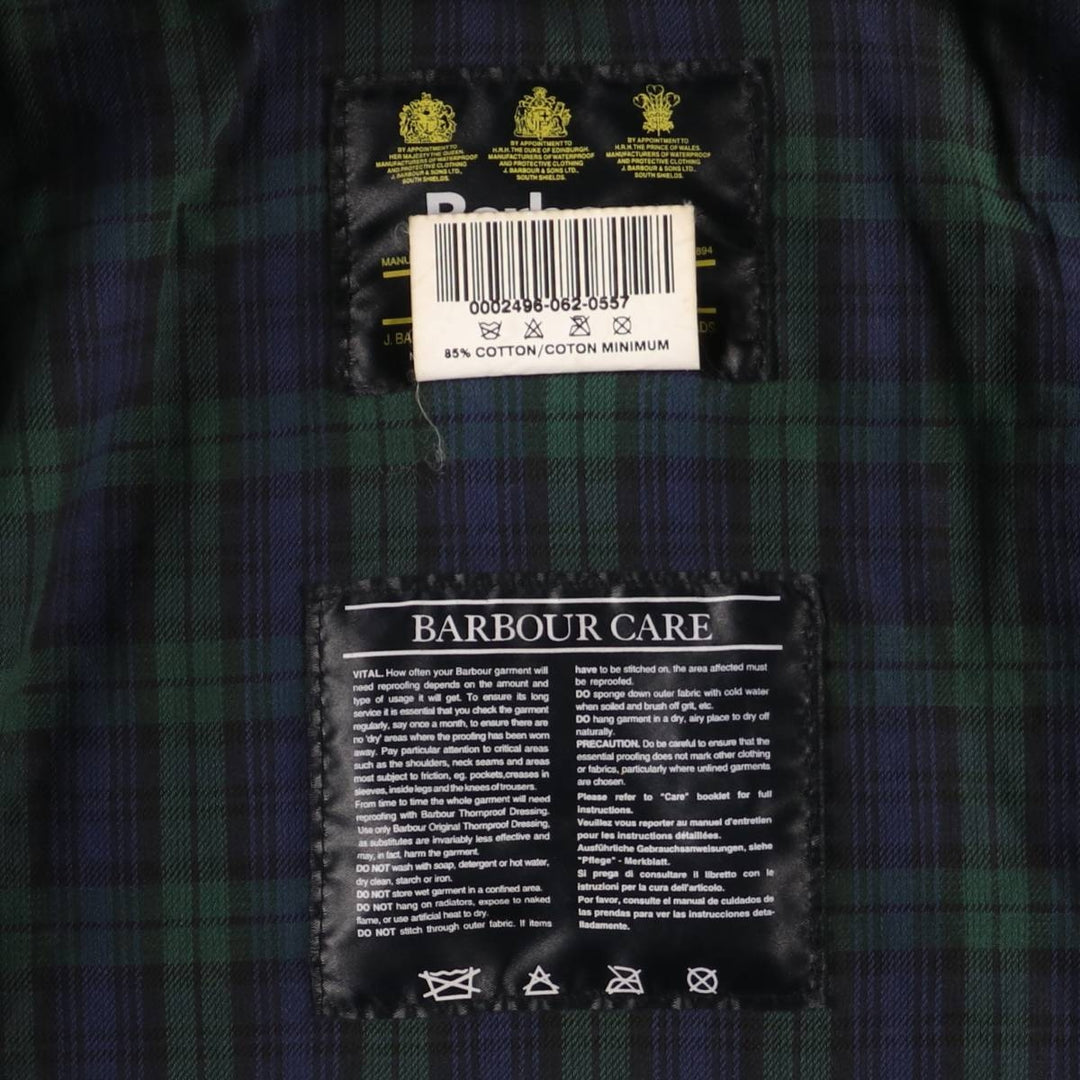 BY APPOINTMENT TO
HER MAJESTY THE QUEEN
MANUFACTURERS OF WATERPROOF
AND PROTECTIVE CLOTHING
J. BARBOUR & SONS LTD.,
SOUTH SHIELDS.
BY APPOINTMENT TO
H.R.H. THE DUKE OF EDINBURGH.
MANUFACTURERS OF WATERPROOF
AND PROTECTIVE CLOTHING
J. BARBOUR & SONS LTD.,
SOUTH SHIELDS.
BY APPOINTMENT TO
H.R.H. THE PRINCE OF WALES.
MANUFACTURERS OF WATERPROOF
AND PROTECTIVE CLOTHING
J. BARBOUR & SONS LTD.,
SOUTH SHIELDS.
MANU
894
J. BA
DS
0002496-062-0557
85% COTTON/COTON MINIMUM
BARBOUR CARE
VITAL. How often your Barbour garment will
need reproofing depends on the amount and
type of usage it will get. To ensure its long
service it is essential that you check the garment
regularly, say once a month, to ensure there are
no 'dry' areas where the proofing has been worn
away. Pay particular attention to critical areas
such as the shoulders, neck seams and areas
most subject to friction, eg. pockets,creases in
sleeves, inside legs and the knees of trousers.
From time to time the whole garment will need
reproofing with Barbour Thornproof Dressing.
Use only Barbour Original Thornproof Dressing,
as substitutes are invariably less effective and
may, in fact, harm the garment.
DO NOT wash with soap, detergent or hot water,
dry clean, starch or iron.
DO NOT store wet garment in a confined area.
DO NOT hang on radiators, expose to naked
flame, or use artificial heat to dry.
DO NOT stitch through outer fabric. If items
have to be stitched on, the area affected must
be reproofed.
DO sponge down outer fabric with cold water
when soiled and brush off grit, etc.
DO hang garment in a dry, airy place to dry off
naturally.
PRECAUTION. Do be careful to ensure that the
essential proofing does not mark other clothing
or fabrics, particularly where unlined garments
are chosen.
Please refer to "Care" booklet for full
instructions.
Veuillez vous reporter au manuel d'entretien
pour les instructions détaillées.
Ausführliche Gebrauchsanweisungen, siehe
"Pflege" - Merkblatt.
Si prega di consultare il libretto con le
istruzioni per la cura dell'articolo.
Por favor, consulte el manual de cuidados de
las prendas para ver las instrucciones deta-
lladamente.